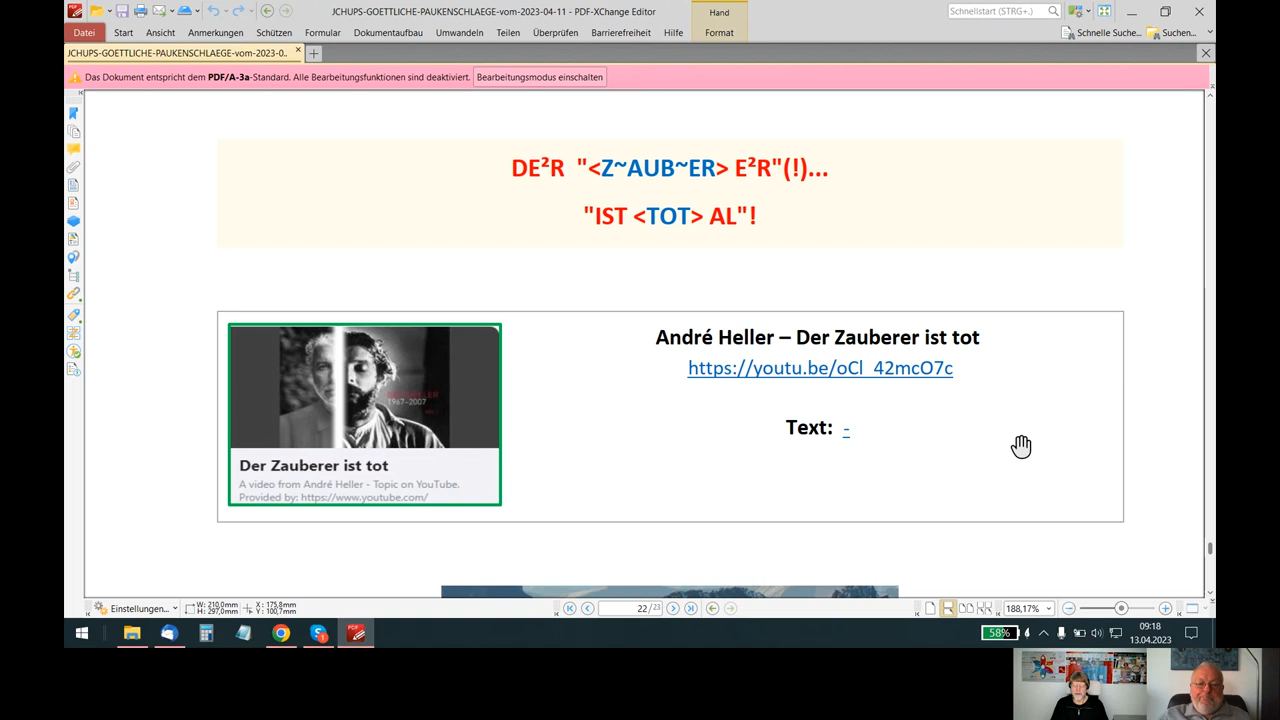 JCHUPS-GOETTLICHE-PAUKENSCHLAEGE-vom-2023-04-11 - PDF-XChange Editor
Hand
Schnellstart (STRG+.)
Datei Start Ansicht Anmerkungen Schützen Formular Dokumentaufbau Umwandeln Teilen Überprüfen Barrierefreiheit Hilfe Format Schnelle Suche... Suchen...
JCHUPS-GOETTLICHE-PAUKENSCHLAEGE-vom-2023-0..
Das Dokument entspricht dem PDF/A-3a-Standard. Alle Bearbeitungsfunktionen sind deaktiviert. Bearbeitungsmodus einschalten
DE²R "<Z~AUB~ER> E²R"(!)...
"IST <TOT> AL"!
André Heller – Der Zauberer ist tot
https://youtu.be/oCl_42mcO7c
Text: -
1967–2007
Der Zauberer ist tot
A video from André Heller - Topic on YouTube.
Provided by: https://www.youtube.com/
Einstellungen... W: 210,0mm X: 175,8mm 22/23 188,17%
H: 297,0mm Y: 100,7mm
58% 09:18
13.04.2023